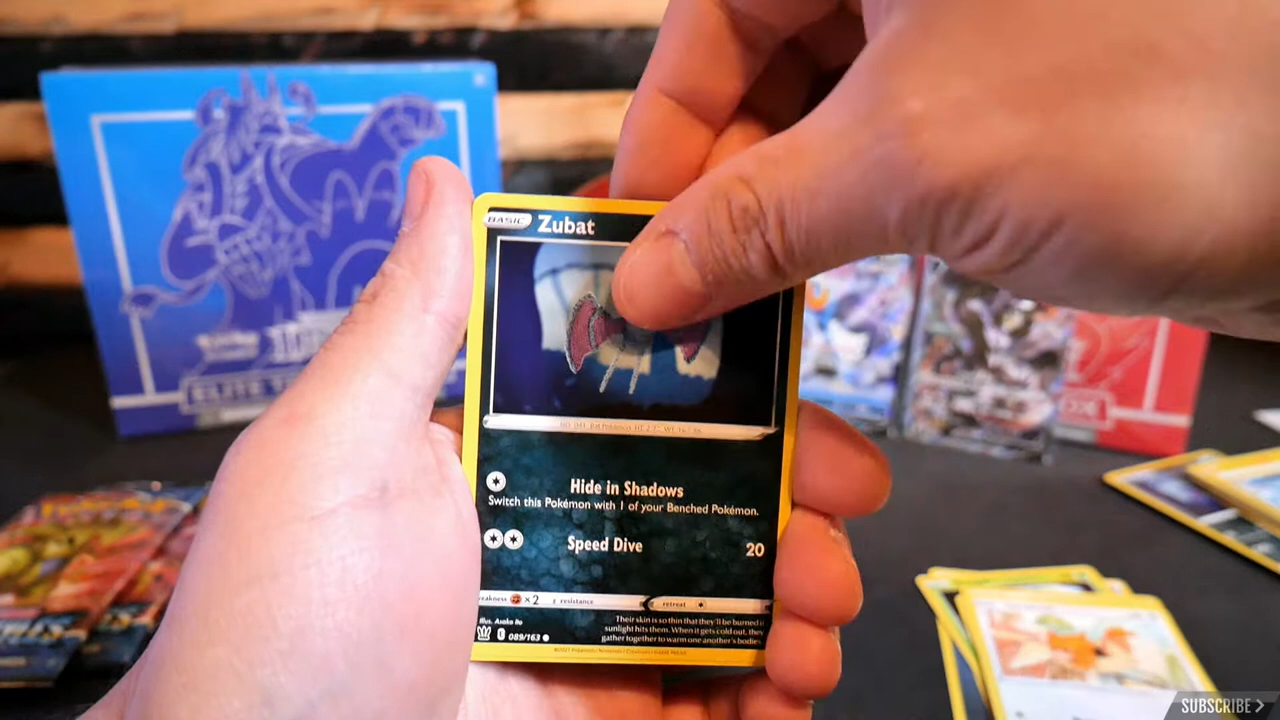 BASIC Zubat
Hide in Shadows
Switch this Pokémon with 1 of your Benched Pokémon.
Speed Dive 20
eakness ×2 resistance
retreat
Their skin is so thin that they'll be burned if
sunlight hits them. When it gets cold out, they
gather together to warm one another's bodies
Illus. Asako Ito
089/163
ELITE T
SUBSCRIBE